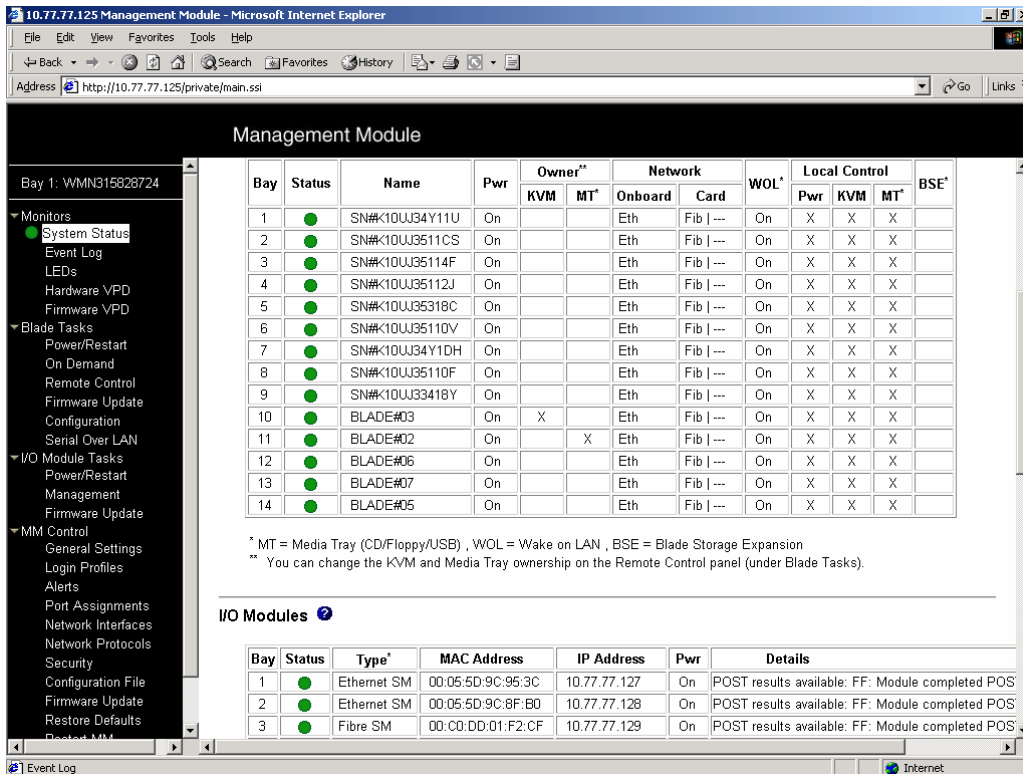 10.77.77.125 Management Module - Microsoft Internet Explorer
File Edit View Favorites Tools Help
Back Search Favorites History
Address http://10.77.77.125/private/main.ssi Go Links
Management Module
Bay 1: WMN315828724
Monitors
System Status
Event Log
LEDs
Hardware VPD
Firmware VPD
Blade Tasks
Power/Restart
On Demand
Remote Control
Firmware Update
Configuration
Serial Over LAN
I/O Module Tasks
Power/Restart
Management
Firmware Update
MM Control
General Settings
Login Profiles
Alerts
Port Assignments
Network Interfaces
Network Protocols
Security
Configuration File
Firmware Update
Restore Defaults
Restart MM
Bay Status Name Pwr Owner** Network WOL* Local Control BSE*
KVM MT* Onboard Card Pwr KVM MT*
1 SN#K10UJ34Y11U On Eth Fib | --- On X X X
2 SN#K10UJ3511CS On Eth Fib | --- On X X X
3 SN#K10UJ35114F On Eth Fib | --- On X X X
4 SN#K10UJ35112J On Eth Fib | --- On X X X
5 SN#K10UJ35318C On Eth Fib | --- On X X X
6 SN#K10UJ35110V On Eth Fib | --- On X X X
7 SN#K10UJ34Y1DH On Eth Fib | --- On X X X
8 SN#K10UJ35110F On Eth Fib | --- On X X X
9 SN#K10UJ33418Y On Eth Fib | --- On X X X
10 BLADE#03 On X Eth Fib | --- On X X X
11 BLADE#02 On X Eth Fib | --- On X X X
12 BLADE#06 On Eth Fib | --- On X X X
13 BLADE#07 On Eth Fib | --- On X X X
14 BLADE#05 On Eth Fib | --- On X X X
* MT = Media Tray (CD/Floppy/USB) , WOL = Wake on LAN , BSE = Blade Storage Expansion
** You can change the KVM and Media Tray ownership on the Remote Control panel (under Blade Tasks).
I/O Modules ?
Bay Status Type* MAC Address IP Address Pwr Details
1 Ethernet SM 00:05:5D:9C:95:3C 10.77.77.127 On POST results available: FF: Module completed POS
2 Ethernet SM 00:05:5D:9C:8F:B0 10.77.77.128 On POST results available: FF: Module completed POS
3 Fibre SM 00:C0:DD:01:F2:CF 10.77.77.129 On POST results available: FF: Module completed POS
Event Log Internet